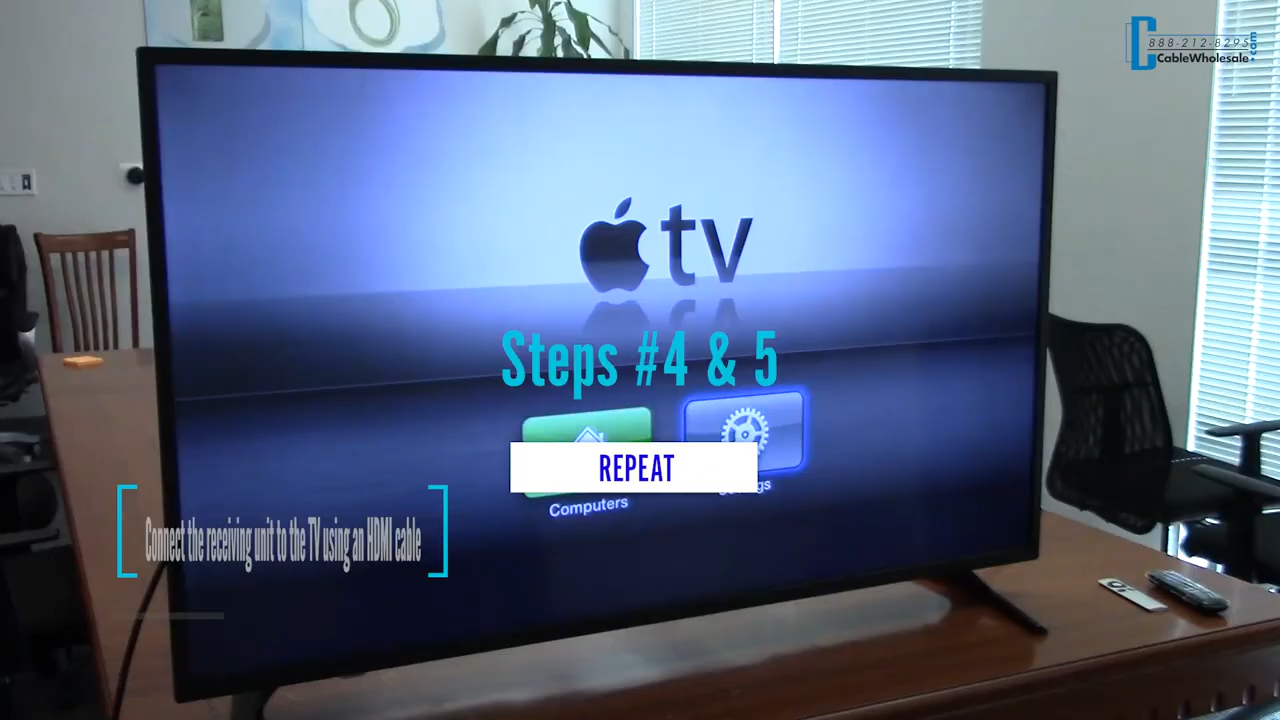 888-212-8295
CableWholesale.com
tv
Steps #4 & 5
REPEAT
Computers
Connect the receiving unit to the TV using an HDMI cable